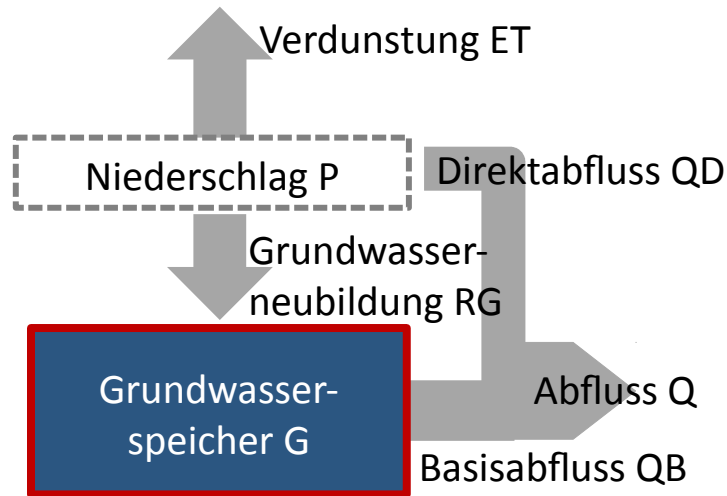 Verdunstung ET
Niederschlag P
Direktabfluss QD
Grundwasser-
neubildung RG
Grundwasser-
speicher G
Abfluss Q
Basisabfluss QB